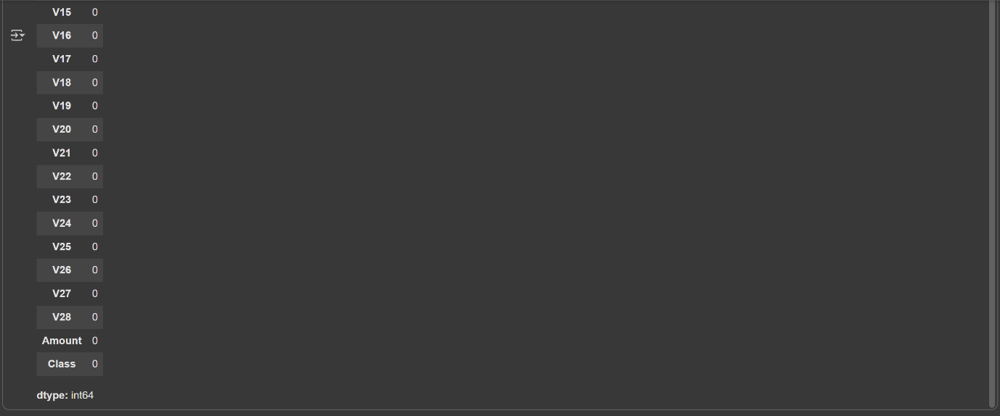 V15 0
V16 0
V17 0
V18 0
V19 0
V20 0
V21 0
V22 0
V23 0
V24 0
V25 0
V26 0
V27 0
V28 0
Amount 0
Class 0
dtype: int64